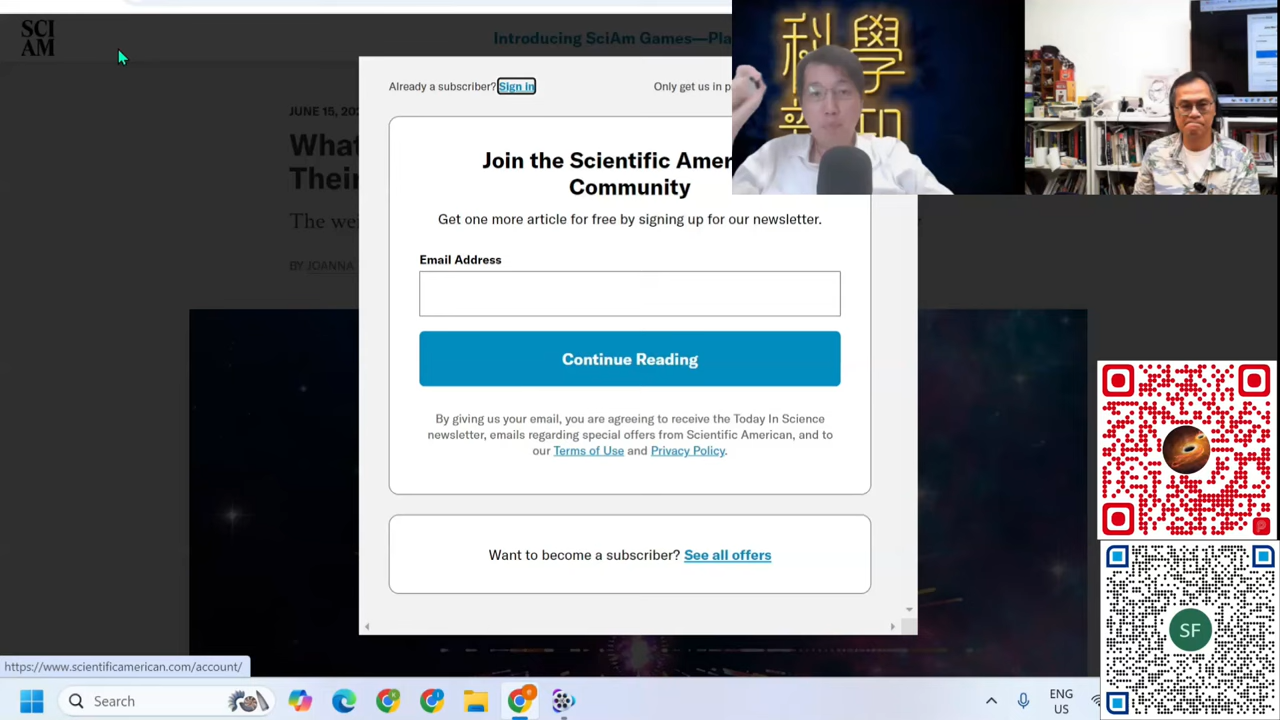 SCI
AM
Introducing SciAm Games—Pla
Already a subscriber? Sign in
Only get us in p
JUNE 15, 202
What
Their
The wei
BY JOANNA
Join the Scientific Amer
Community
Get one more article for free by signing up for our newsletter.
Email Address
Continue Reading
By giving us your email, you are agreeing to receive the Today In Science
newsletter, emails regarding special offers from Scientific American, and to
our Terms of Use and Privacy Policy.
Want to become a subscriber? See all offers
科學
SF
https://www.scientificamerican.com/account/
Search
ENG
US